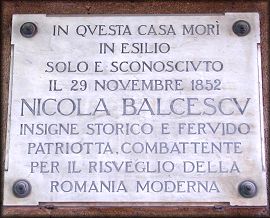 IN QVESTA CASA MORÌ
IN ESILIO
SOLO E SCONOSCIVTO
IL 29 NOVEMBRE 1852
NICOLA BALCESCV
INSIGNE STORICO E FERVIDO
PATRIOTTA, COMBATTENTE
PER IL RISVEGLIO DELLA
ROMANIA MODERNA